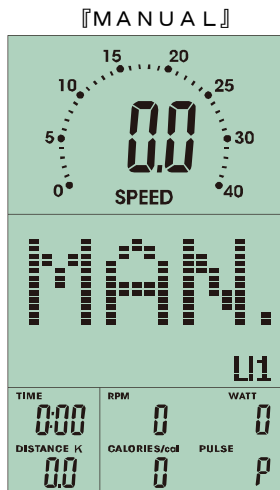 『MANUAL』
15 20
10 25
5 0.0 30
0 SPEED 40
MAN.
L11
TIME RPM WATT
0:00 0 0
DISTANCE K CALORIES/cal PULSE
0.0 0 P